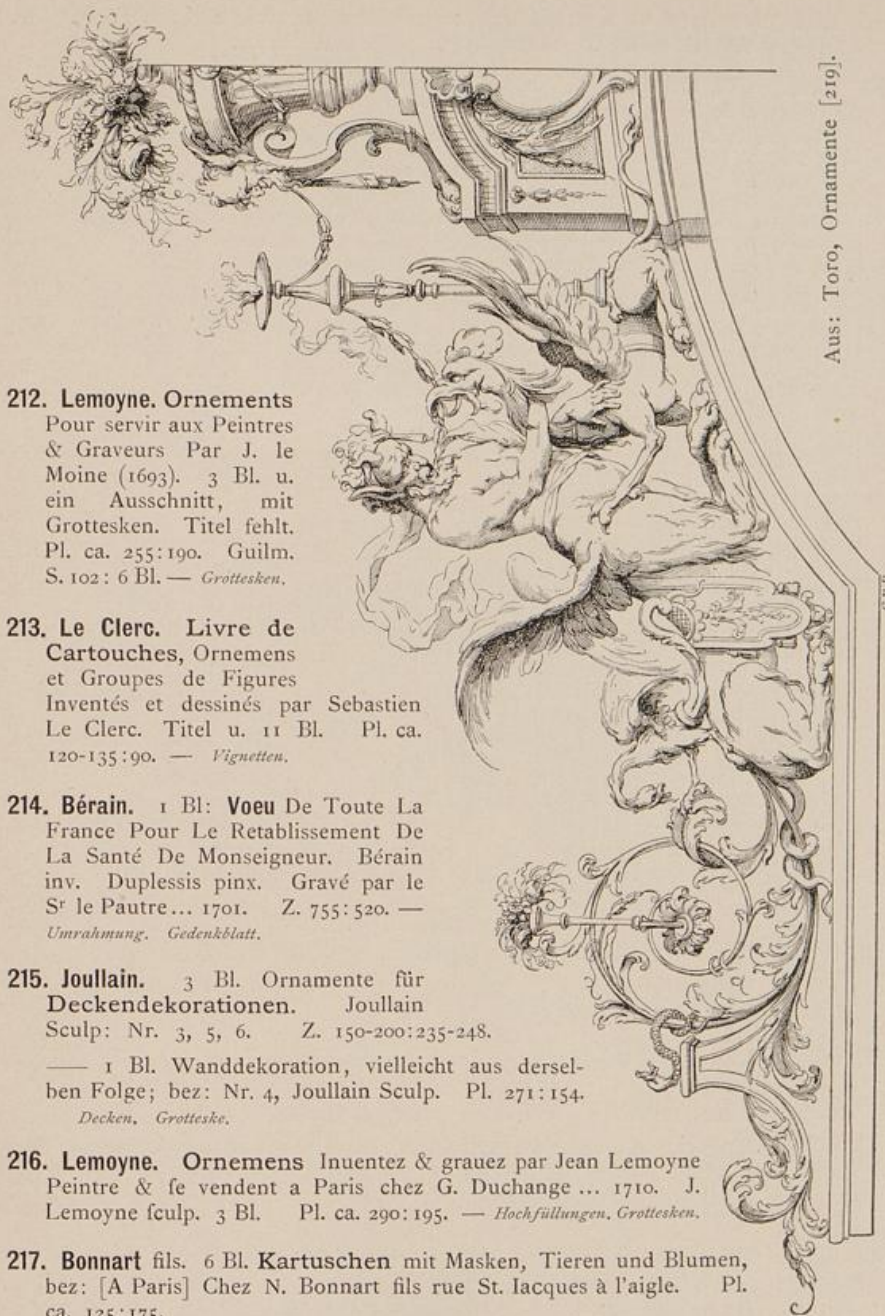 Aus: Toro, Ornamente [219].
212. Lemoyne. Ornements
Pour servir aux Peintres
& Graveurs Par J. le
Moine (1693). 3 Bl. u.
ein Ausschnitt, mit
Grottesken. Titel fehlt.
Pl. ca. 255:190. Guilm.
S. 102: 6 Bl. — Grottesken.
213. Le Clerc. Livre de
Cartouches, Ornemens
et Groupes de Figures
Inventés et dessinés par Sebastien
Le Clerc. Titel u. 11 Bl. Pl. ca.
120-135:90. — Vignetten.
214. Bérain. 1 Bl: Voeu De Toute La
France Pour Le Retablissement De
La Santé De Monseigneur. Bérain
inv. Duplessis pinx. Gravé par le
Sʳ le Pautre... 1701. Z. 755:520. —
Umrahmung. Gedenkblatt.
215. Joullain. 3 Bl. Ornamente für
Deckendekorationen. Joullain
Sculp: Nr. 3, 5, 6. Z. 150-200:235-248.
—— 1 Bl. Wanddekoration, vielleicht aus dersel-
ben Folge; bez: Nr. 4, Joullain Sculp. Pl. 271:154.
Decken. Grotteske.
216. Lemoyne. Ornemens Inuentez & grauez par Jean Lemoyne
Peintre & ſe vendent a Paris chez G. Duchange ... 1710. J.
Lemoyne ſculp. 3 Bl. Pl. ca. 290:195. — Hochfüllungen. Grottesken.
217. Bonnart fils. 6 Bl. Kartuschen mit Masken, Tieren und Blumen,
bez: [A Paris] Chez N. Bonnart fils rue St. Iacques à l'aigle. Pl.
ca. 125:175.